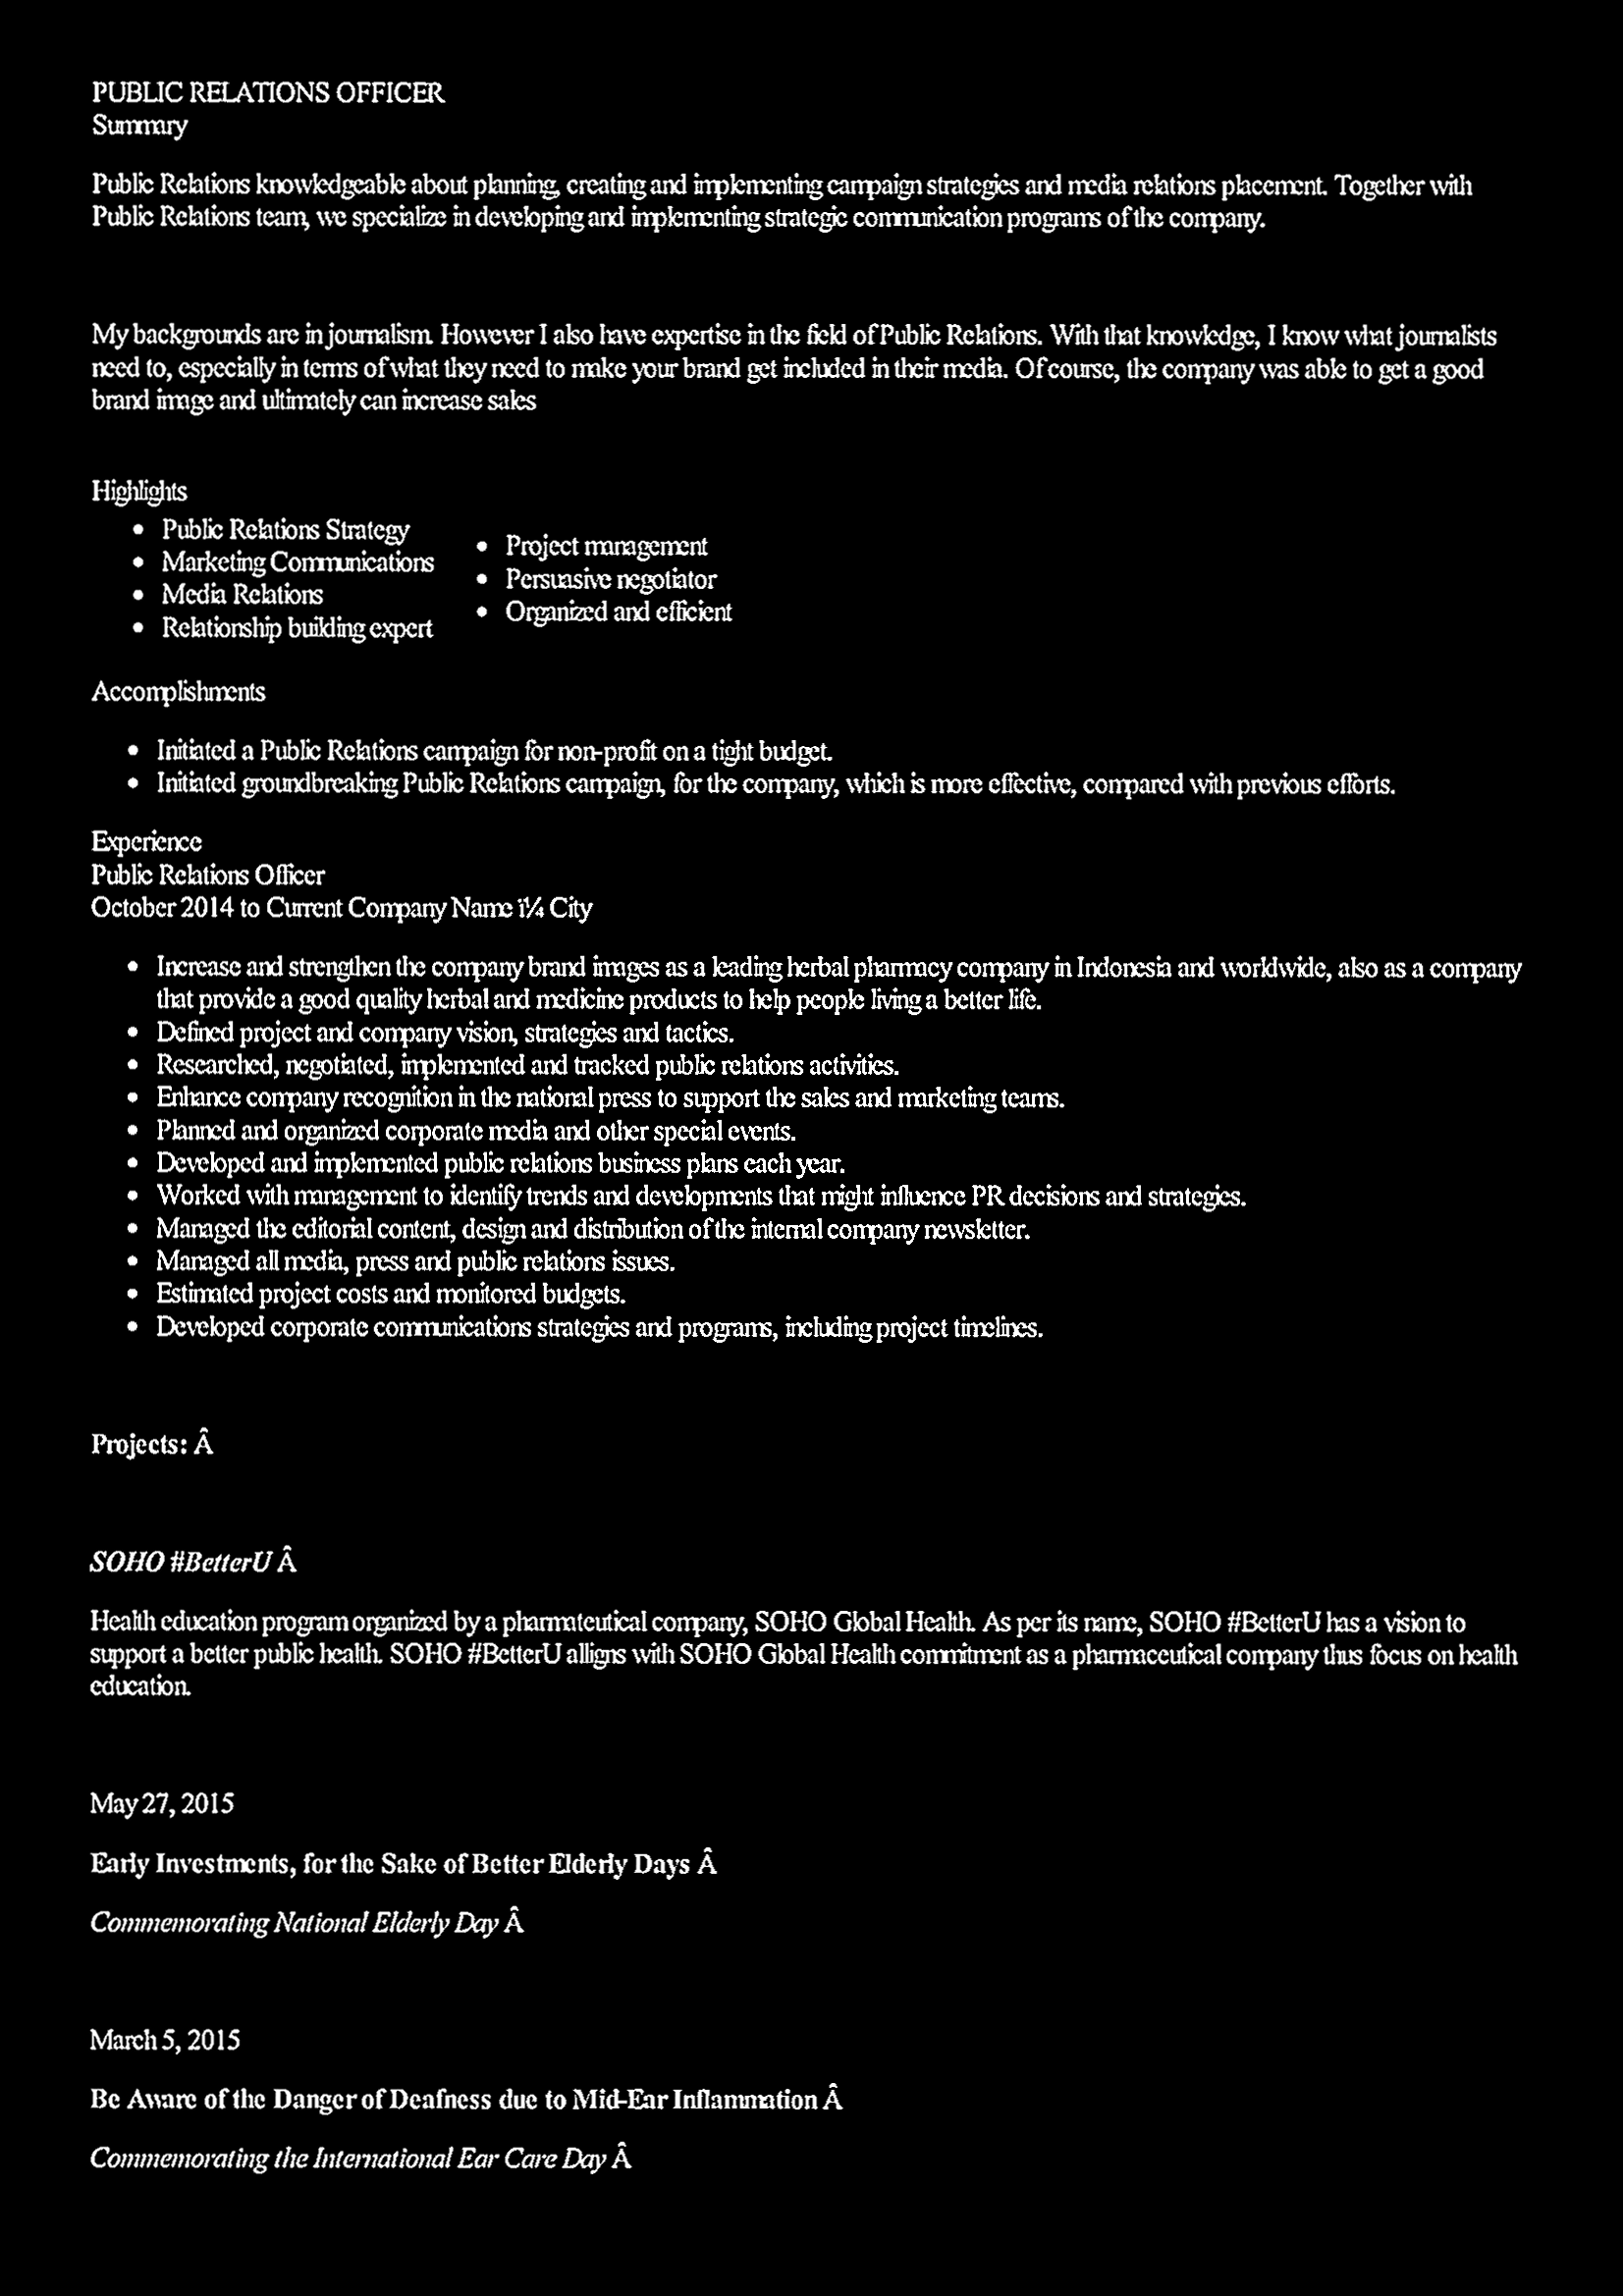 PUBLIC RELATIONS OFFICER
Summary
Public Relations knowledgeable about planning, creating and implementing campaign strategies and media relations placement. Together with
Public Relations team, we specialize in developing and implementing strategic communication programs of the company.
My backgrounds are in journalism. However I also have expertise in the field of Public Relations. With that knowledge, I know what journalists
need to, especially in terms of what they need to make your brand get included in their media. Of course, the company was able to get a good
brand image and ultimately can increase sales
Highlights
• Public Relations Strategy
• Marketing Communications
• Media Relations
• Relationship building expert
• Project management
• Persuasive negotiator
• Organized and efficient
Accomplishments
• Initiated a Public Relations campaign for non-profit on a tight budget.
• Initiated groundbreaking Public Relations campaign, for the company, which is more effective, compared with previous efforts.
Experience
Public Relations Officer
October 2014 to Current Company Name ï¼ City
• Increase and strengthen the company brand images as a leading herbal pharmacy company in Indonesia and worldwide, also as a company
that provide a good quality herbal and medicine products to help people living a better life.
• Defined project and company vision, strategies and tactics.
• Researched, negotiated, implemented and tracked public relations activities.
• Enhance company recognition in the national press to support the sales and marketing teams.
• Planned and organized corporate media and other special events.
• Developed and implemented public relations business plans each year.
• Worked with management to identify trends and developments that might influence PR decisions and strategies.
• Managed the editorial content, design and distribution of the internal company newsletter.
• Managed all media, press and public relations issues.
• Estimated project costs and monitored budgets.
• Developed corporate communications strategies and programs, including project timelines.
Projects: Â
SOHO #BetterU Â
Health education program organized by a pharmateutical company, SOHO Global Health. As per its name, SOHO #BetterU has a vision to
support a better public health. SOHO #BetterU alligns with SOHO Global Health commitment as a pharmaceutical company thus focus on health
education.
May 27, 2015
Early Investments, for the Sake of Better Elderly Days Â
Commemorating National Elderly Day Â
March 5, 2015
Be Aware of the Danger of Deafness due to Mid-Ear Inflammation Â
Commemorating the International Ear Care Day Â